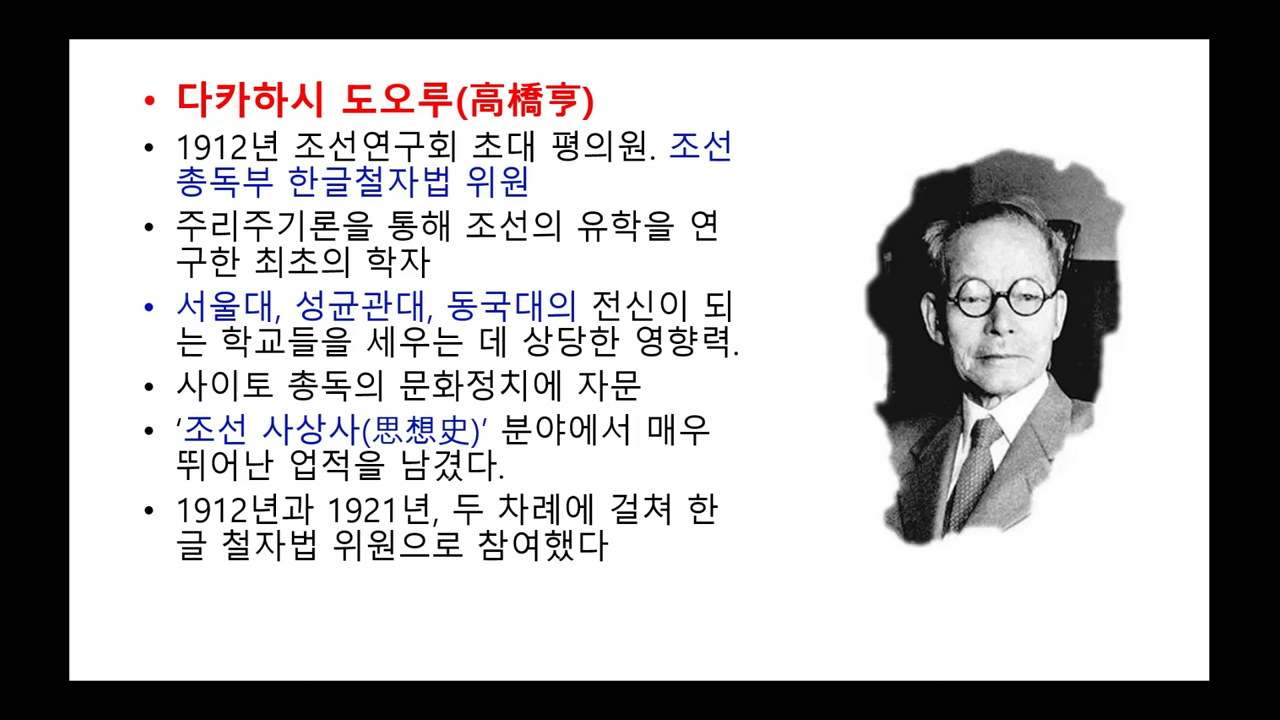 • 다카하시 도오루(高橋亨)
• 1912년 조선연구회 초대 평의원. 조선
총독부 한글철자법 위원
• 주리주기론을 통해 조선의 유학을 연
구한 최초의 학자
• 서울대, 성균관대, 동국대의 전신이 되
는 학교들을 세우는 데 상당한 영향력.
• 사이토 총독의 문화정치에 자문
• ‘조선 사상사(思想史)’ 분야에서 매우
뛰어난 업적을 남겼다.
• 1912년과 1921년, 두 차례에 걸쳐 한
글 철자법 위원으로 참여했다